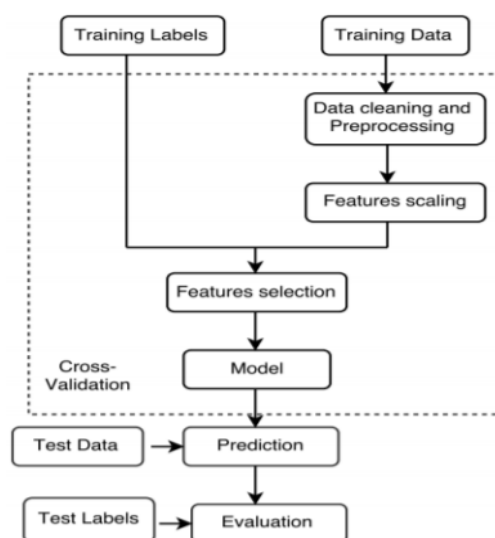 Training Labels
Training Data
Data cleaning and
Preprocessing
Features scaling
Features selection
Cross-
Validation
Model
Test Data
Prediction
Test Labels
Evaluation